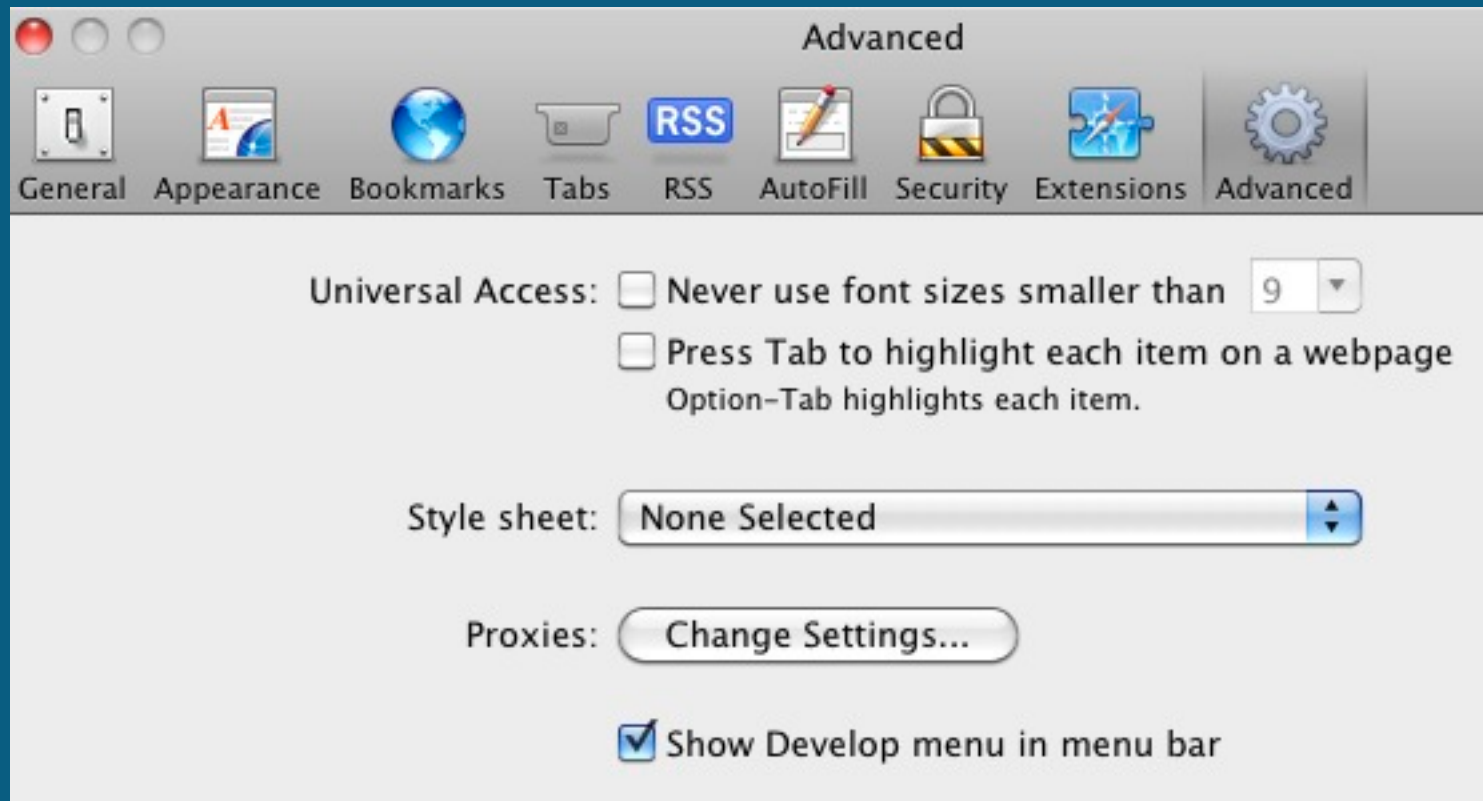 Advanced
RSS
General Appearance Bookmarks Tabs RSS AutoFill Security Extensions Advanced
Universal Access: Never use font sizes smaller than 9
Press Tab to highlight each item on a webpage
Option-Tab highlights each item.
Style sheet: None Selected
Proxies: Change Settings...
Show Develop menu in menu bar